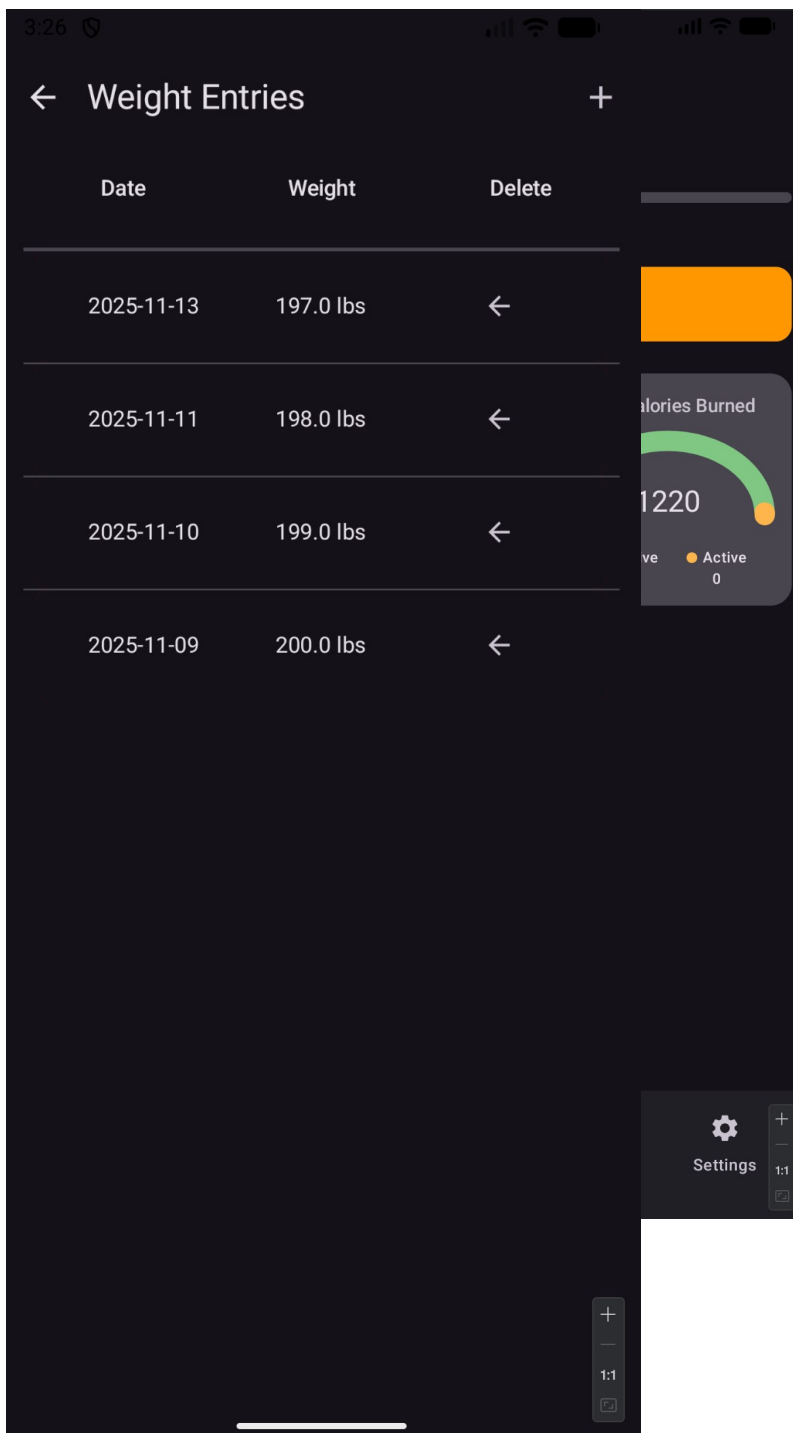 3:26
Weight Entries
Date Weight Delete
2025-11-13 197.0 lbs
2025-11-11 198.0 lbs
2025-11-10 199.0 lbs
2025-11-09 200.0 lbs
1:1
alories Burned
1220
ve Active
0
Settings
1:1